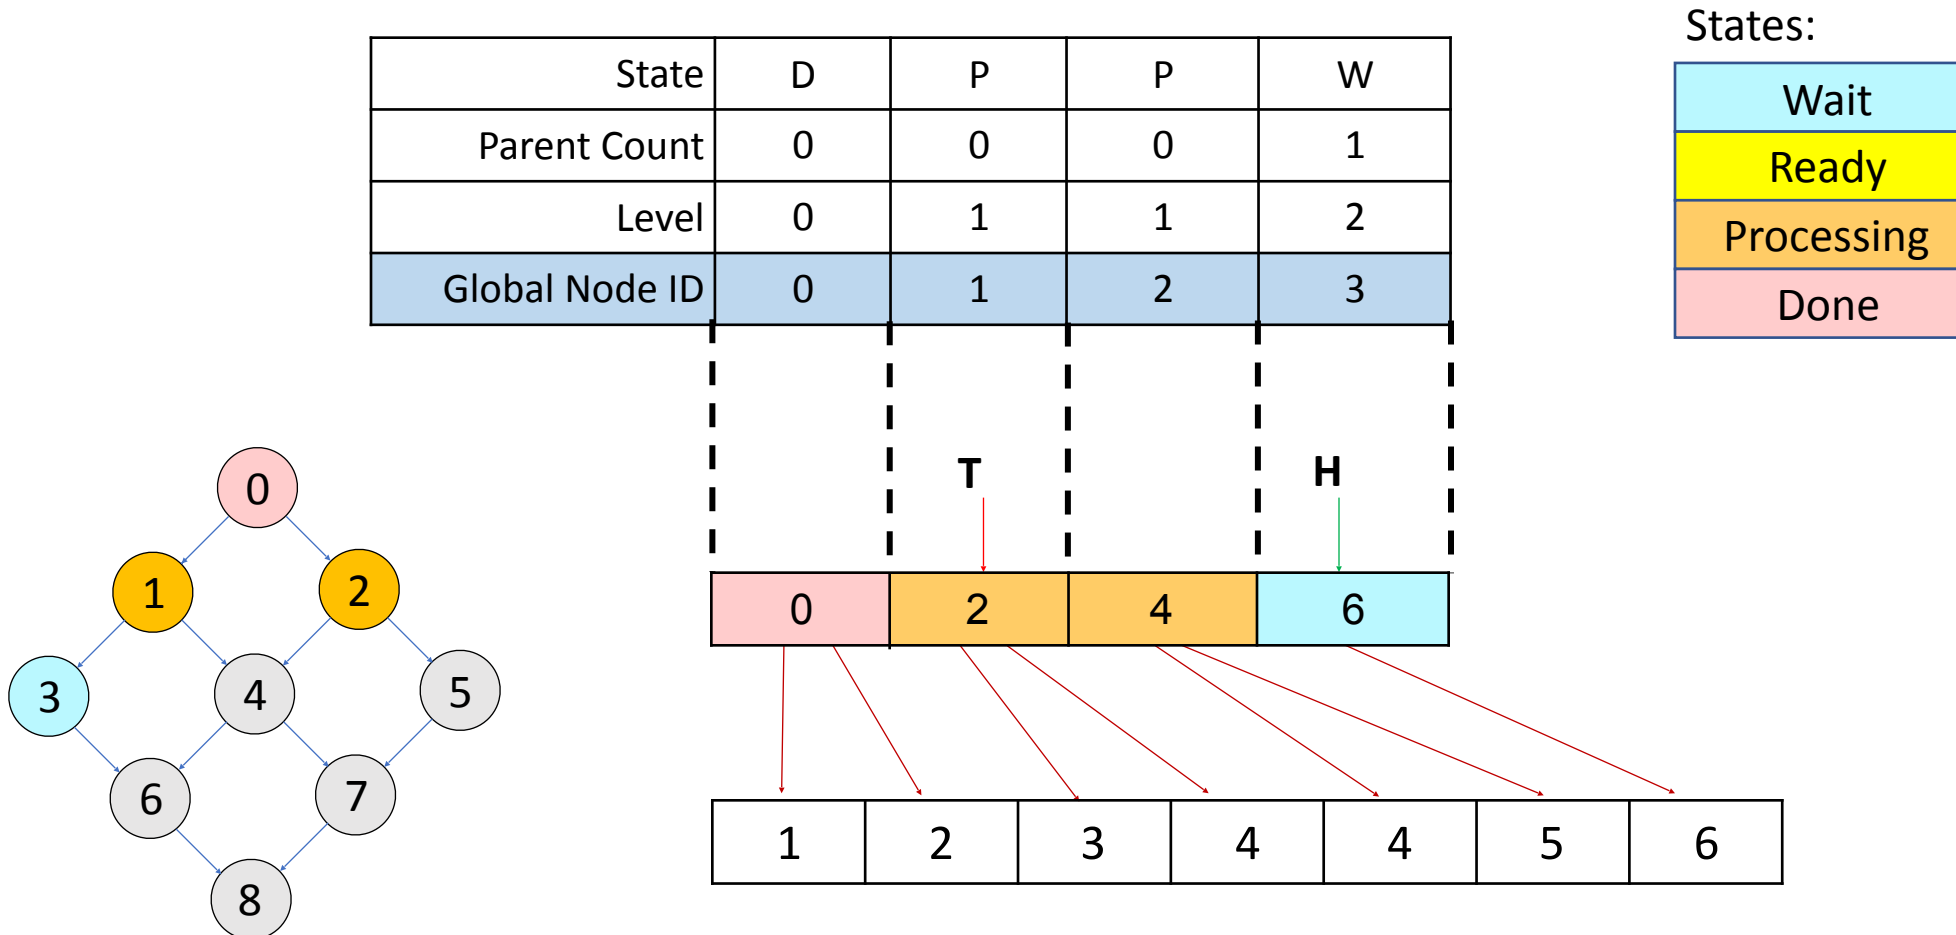 States:
State D P P W
Parent Count 0 0 0 1
Level 0 1 1 2
Global Node ID 0 1 2 3
Wait
Ready
Processing
Done
T H
0 2 4 6
1 2 3 4 4 5 6
0
1 2
3 4 5
6 7
8